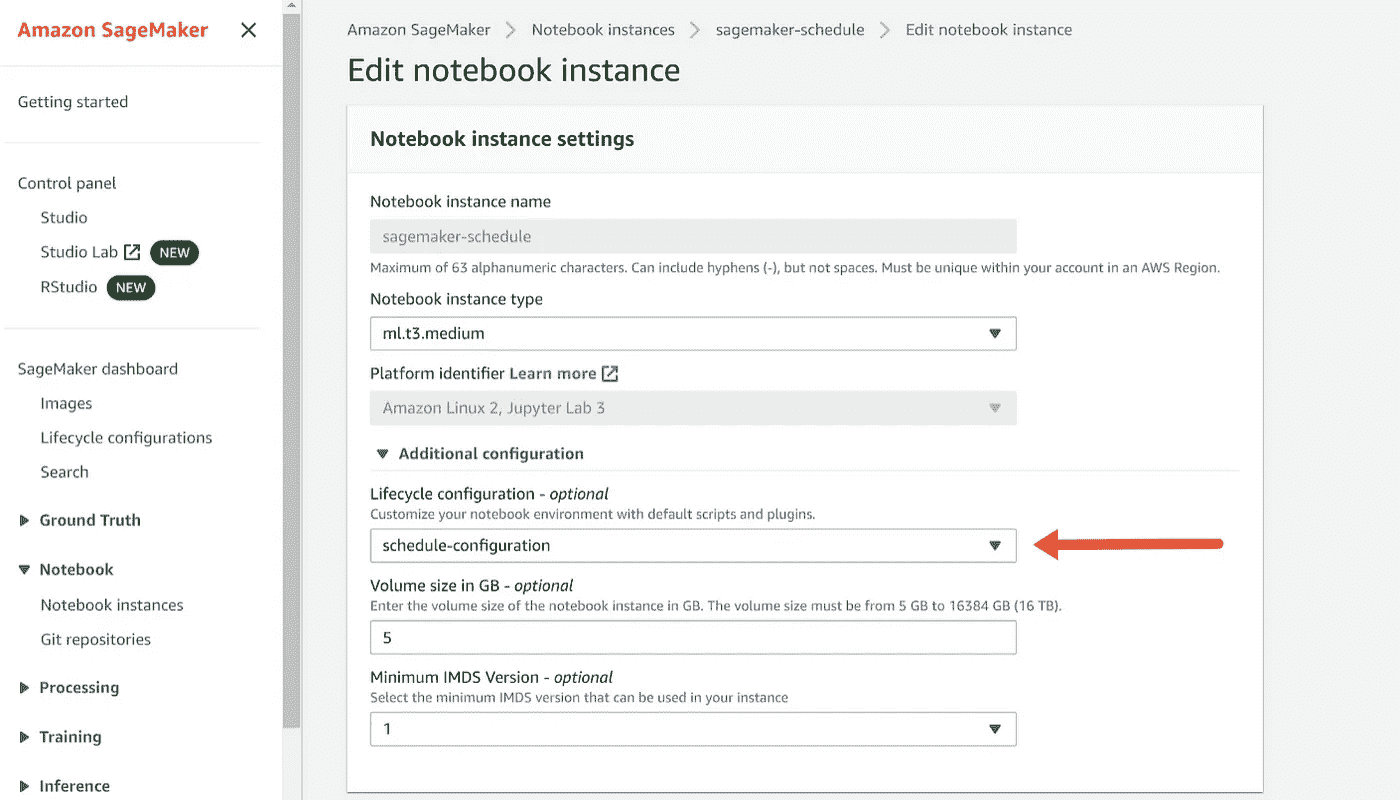 Amazon SageMaker
Getting started
Control panel
Studio
Studio Lab NEW
RStudio NEW
SageMaker dashboard
Images
Lifecycle configurations
Search
Ground Truth
Notebook
Notebook instances
Git repositories
Processing
Training
Inference
Amazon SageMaker > Notebook instances > sagemaker-schedule > Edit notebook instance
Edit notebook instance
Notebook instance settings
Notebook instance name
sagemaker-schedule
Maximum of 63 alphanumeric characters. Can include hyphens (-), but not spaces. Must be unique within your account in an AWS Region.
Notebook instance type
ml.t3.medium
Platform identifier Learn more
Amazon Linux 2, Jupyter Lab 3
Additional configuration
Lifecycle configuration - optional
Customize your notebook environment with default scripts and plugins.
schedule-configuration
Volume size in GB - optional
Enter the volume size of the notebook instance in GB. The volume size must be from 5 GB to 16384 GB (16 TB).
5
Minimum IMDS Version - optional
Select the minimum IMDS version that can be used in your instance
1